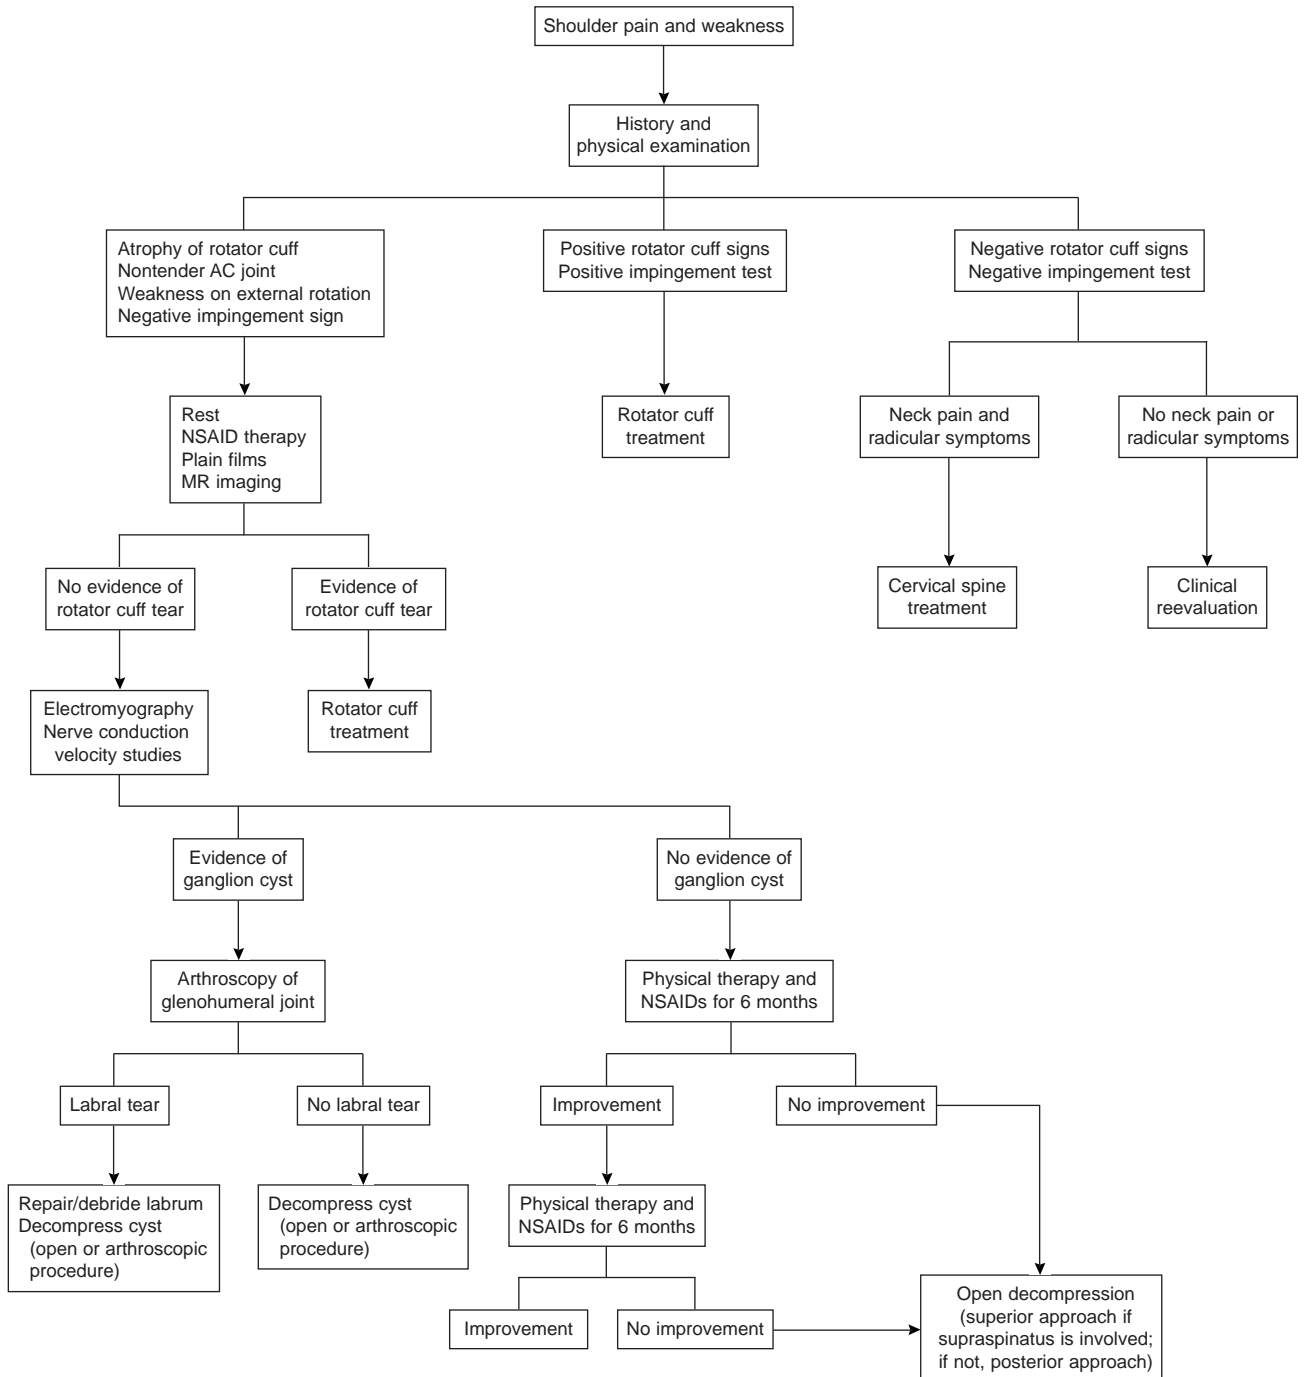 Shoulder pain and weakness
History and
physical examination
Atrophy of rotator cuff
Nontender AC joint
Weakness on external rotation
Negative impingement sign
Positive rotator cuff signs
Positive impingement test
Negative rotator cuff signs
Negative impingement test
Rest
NSAID therapy
Plain films
MR imaging
Rotator cuff
treatment
Neck pain and
radicular symptoms
No neck pain or
radicular symptoms
No evidence of
rotator cuff tear
Evidence of
rotator cuff tear
Cervical spine
treatment
Clinical
reevaluation
Electromyography
Nerve conduction
velocity studies
Rotator cuff
treatment
Evidence of
ganglion cyst
No evidence of
ganglion cyst
Arthroscopy of
glenohumeral joint
Physical therapy and
NSAIDs for 6 months
Labral tear
No labral tear
Improvement
No improvement
Repair/debride labrum
Decompress cyst
(open or arthroscopic
procedure)
Decompress cyst
(open or arthroscopic
procedure)
Physical therapy and
NSAIDs for 6 months
Improvement
No improvement
Open decompression
(superior approach if
supraspinatus is involved;
if not, posterior approach)